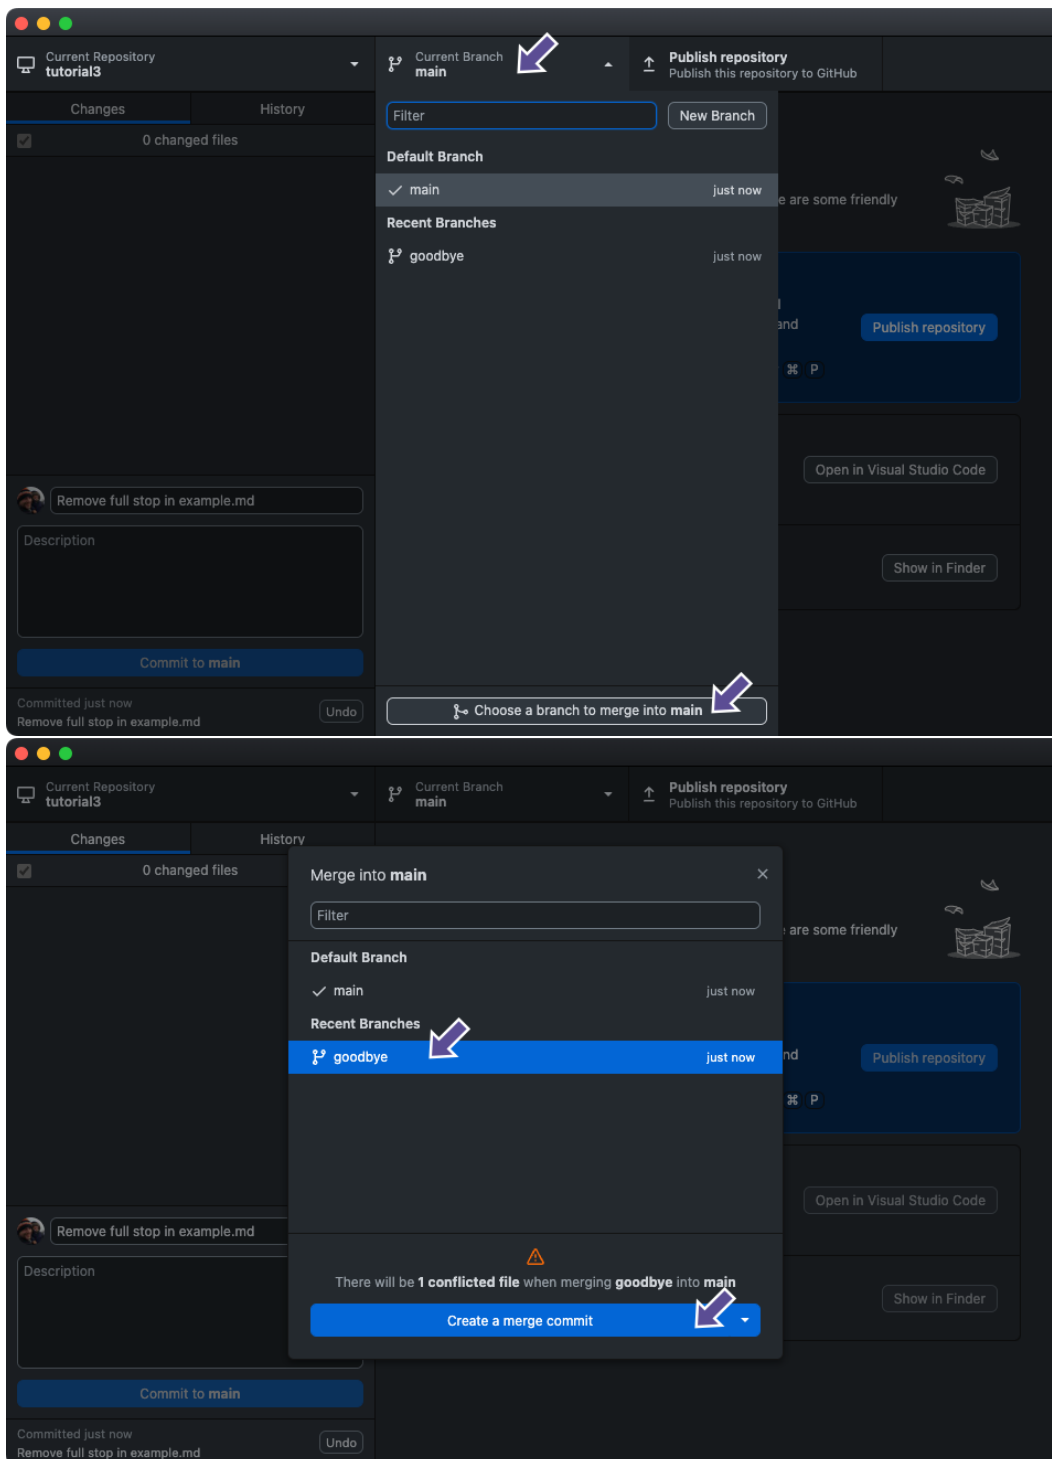 Current Repository
tutorial3
Current Branch
main
Publish repository
Publish this repository to GitHub
Changes
History
0 changed files
Filter
New Branch
Default Branch
main
just now
Recent Branches
goodbye
just now
e are some friendly
and
Publish repository
⌘ P
Open in Visual Studio Code
Show in Finder
Remove full stop in example.md
Description
Commit to main
Committed just now
Remove full stop in example.md
Undo
Choose a branch to merge into main
Current Repository
tutorial3
Current Branch
main
Publish repository
Publish this repository to GitHub
Changes
History
0 changed files
Merge into main
Filter
Default Branch
main
just now
Recent Branches
goodbye
just now
are some friendly
nd
Publish repository
⌘ P
Open in Visual Studio Code
Show in Finder
There will be 1 conflicted file when merging goodbye into main
Create a merge commit
Remove full stop in example.md
Description
Commit to main
Committed just now
Remove full stop in example.md
Undo